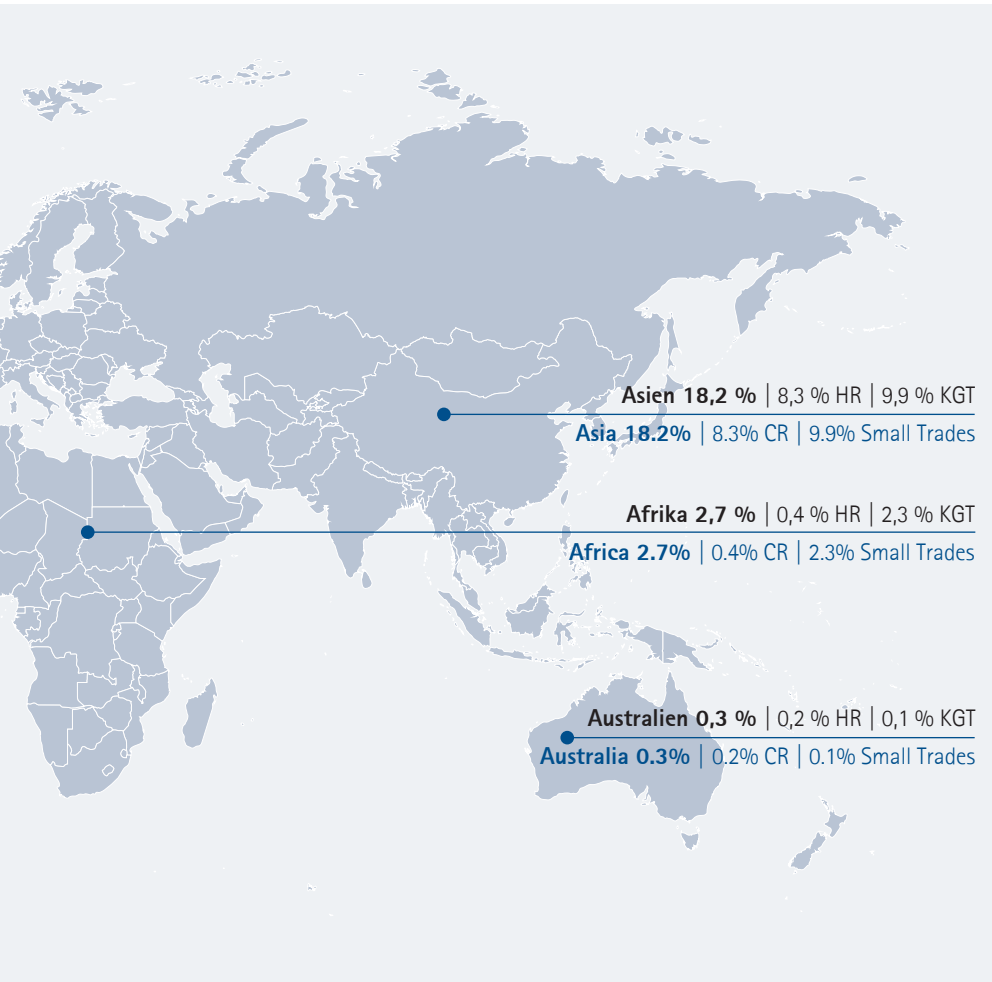 Asien 18,2 % | 8,3 % HR | 9,9 % KGT
Asia 18.2% | 8.3% CR | 9.9% Small Trades
Afrika 2,7 % | 0,4 % HR | 2,3 % KGT
Africa 2.7% | 0.4% CR | 2.3% Small Trades
Australien 0,3 % | 0,2 % HR | 0,1 % KGT
Australia 0.3% | 0.2% CR | 0.1% Small Trades